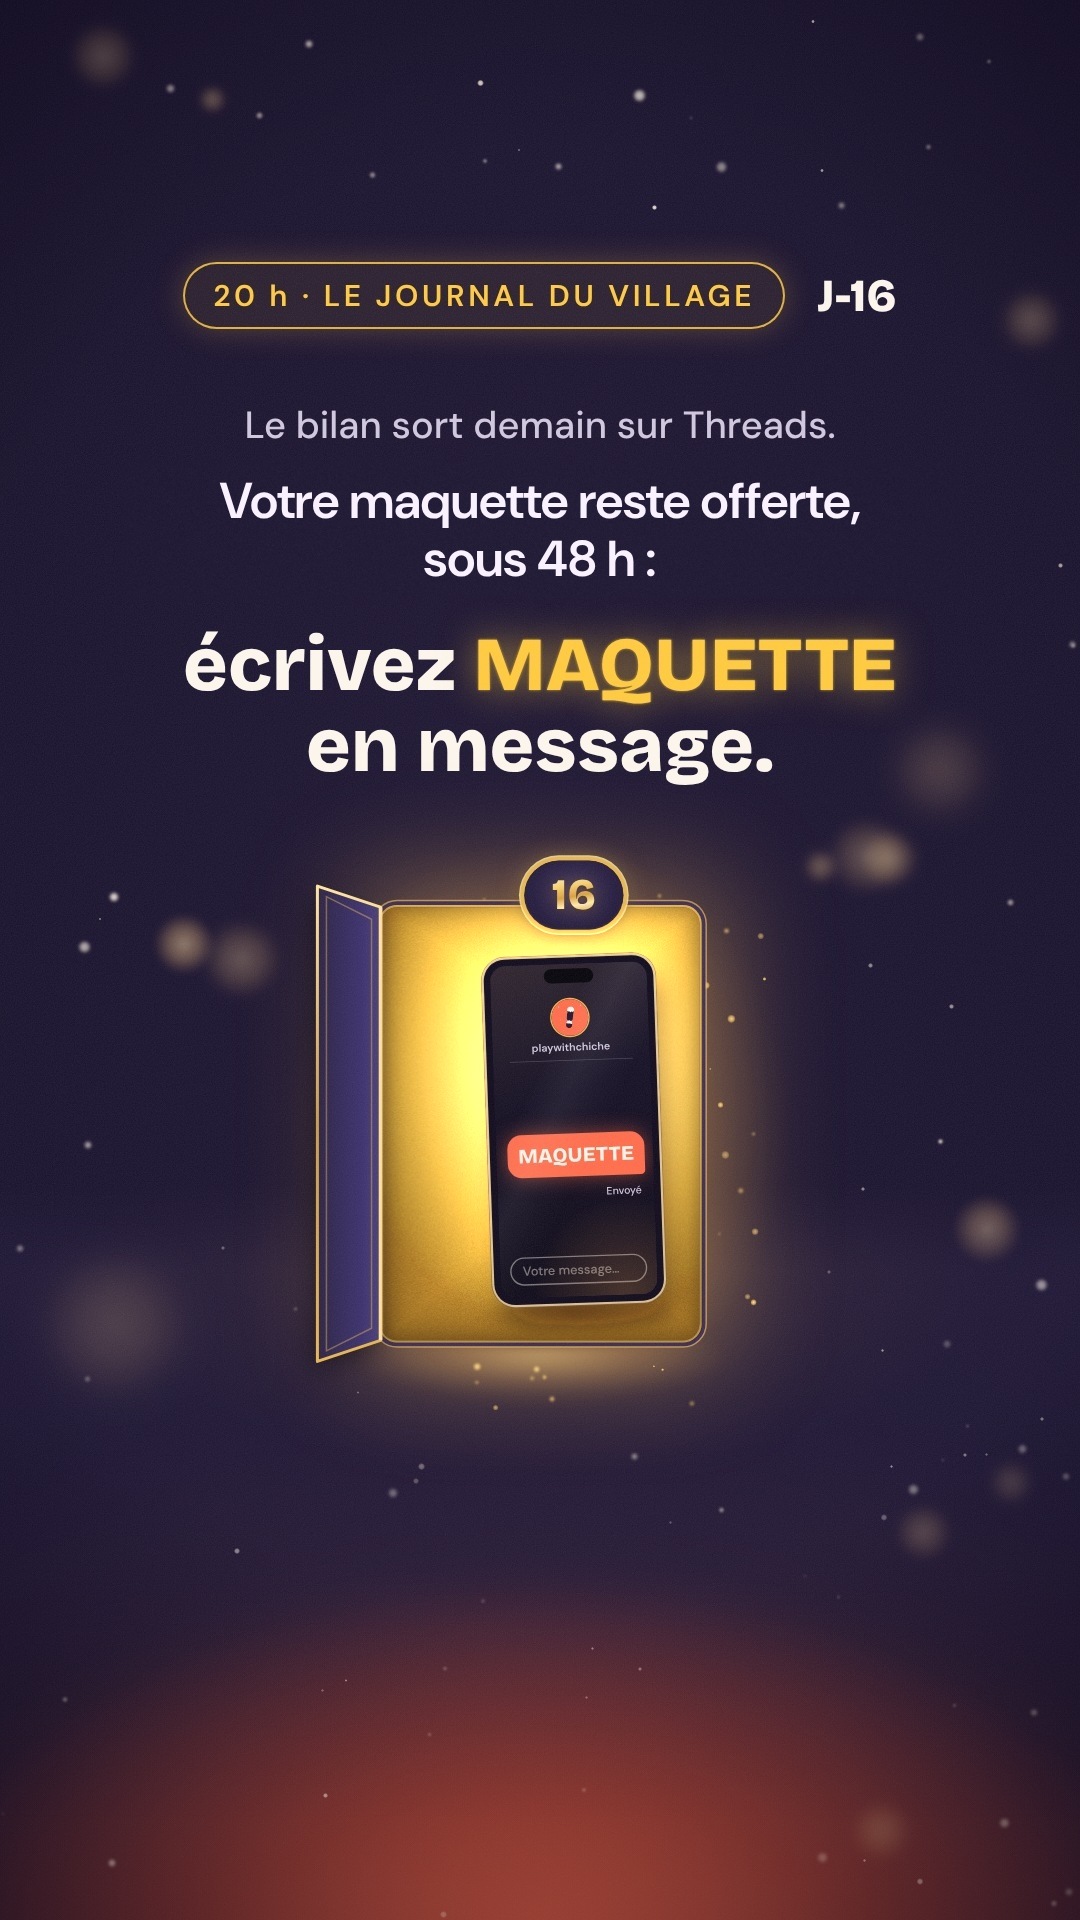 20 h · LE JOURNAL DU VILLAGE J-16
Le bilan sort demain sur Threads.
Votre maquette reste offerte,
sous 48 h :
écrivez MAQUETTE
en message.
16
playwithchiche
MAQUETTE
Envoyé
Votre message...